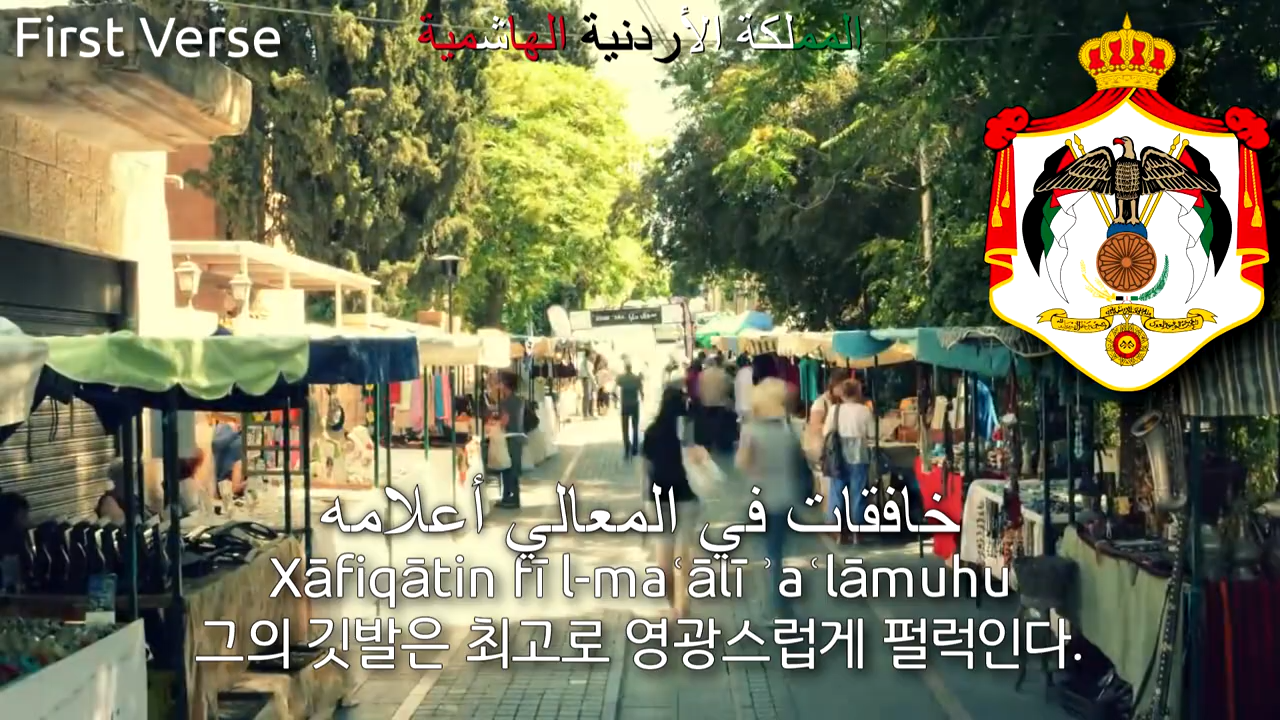 First Verse
المملكة الأردنية الهاشمية
خافقات في المعالي أعلامه
Xāfiqātin fī l-maʿālī ʾaʿlāmuhu
그의 깃발은 최고로 영광스럽게 펄럭인다.